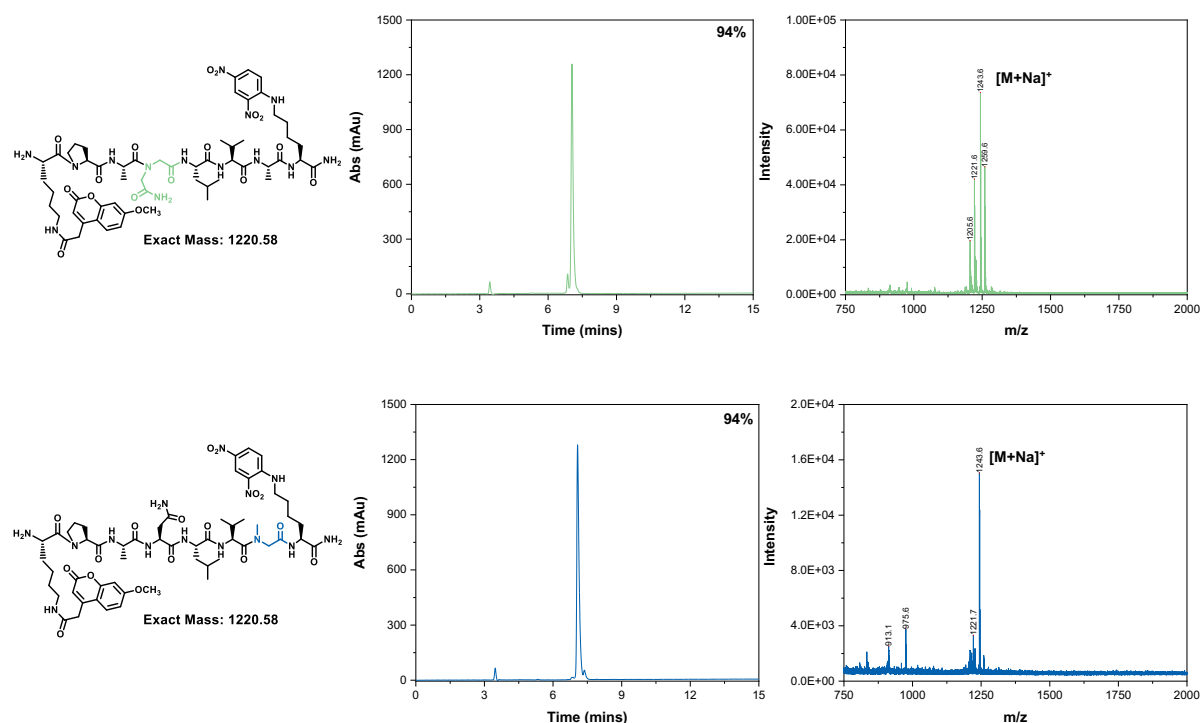 NO₂
O₂N
NH
NO₂
H₂N
O
N
O
H
N
O
N
O
H
N
O
N
H
O
H
N
O
N
H
O
NH₂
O
NH₂
O
O
OCH₃
HN
O
Exact Mass: 1220.58
94%
1500
1200
900
600
300
0
Abs (mAu)
0
3
6
9
12
15
Time (mins)
1.00E+05
8.00E+04
6.00E+04
4.00E+04
2.00E+04
0.00E+00
Intensity
1205.6
1221.6
1243.6
1259.6
[M+Na]⁺
750
1000
1250
1500
1750
2000
m/z
O₂N
NO₂
NH
NO₂
H₂N
O
H₂N
O
N
O
H
N
O
N
H
O
H
N
O
N
H
O
N
O
N
H
O
NH₂
O
O
OCH₃
HN
O
Exact Mass: 1220.58
94%
1500
1200
900
600
300
0
Abs (mAu)
0
3
6
9
12
15
Time (mins)
2.0E+04
1.6E+04
1.2E+04
8.0E+03
4.0E+03
0.0E+00
Intensity
913.1
975.6
1221.7
1243.6
[M+Na]⁺
750
1000
1250
1500
1750
2000
m/z